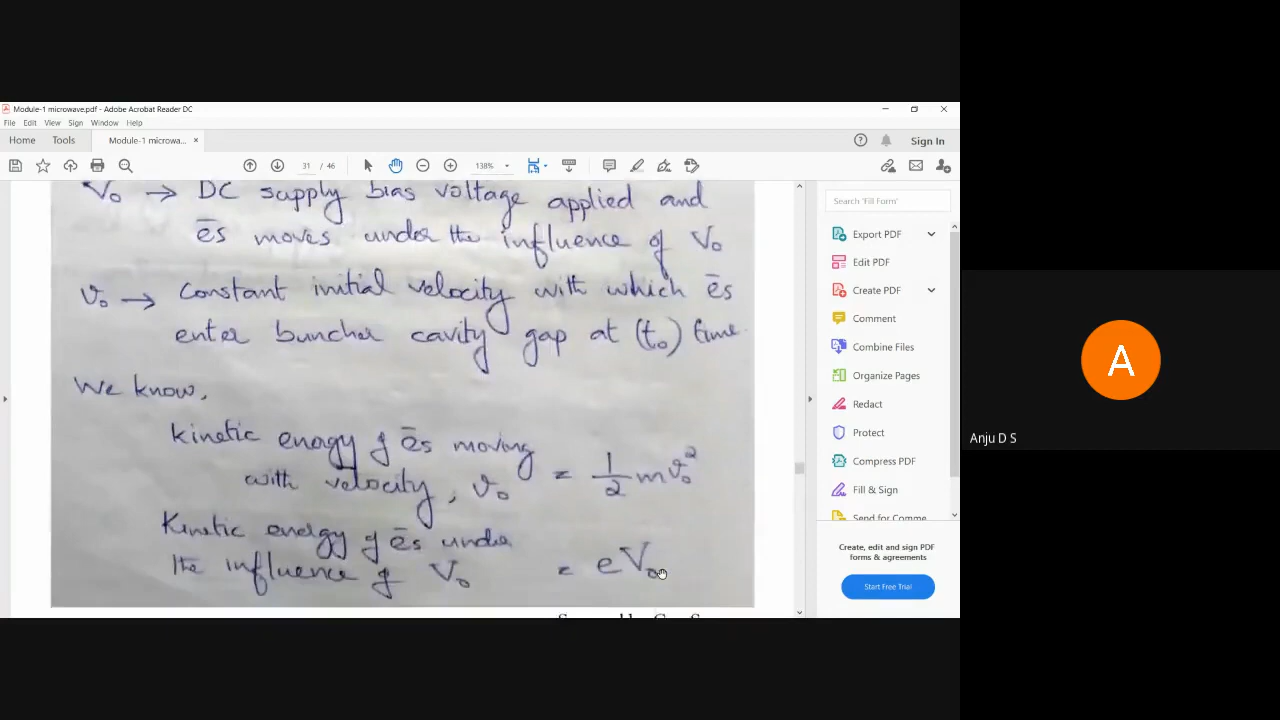 Module-1 microwave.pdf - Adobe Acrobat Reader DC
File Edit View Sign Window Help
Home Tools Module-1 microwa... × Sign In
31 / 46 138%
V₀ → DC supply bias voltage applied and
ēs moves under the influence of V₀
v₀ → Constant initial velocity with which ēs
enter buncher cavity gap at (t₀) time
We know,
Kinetic energy of ēs moving
with velocity, v₀ = 1/2 mv₀²
Kinetic energy of ēs under
the influence of V₀ = eV₀
Search 'Fill Form'
Export PDF
Edit PDF
Create PDF
Comment
Combine Files
Organize Pages
Redact
Protect
Compress PDF
Fill & Sign
Send for Comme
Create, edit and sign PDF
forms & agreements
Start Free Trial
A
Anju D S